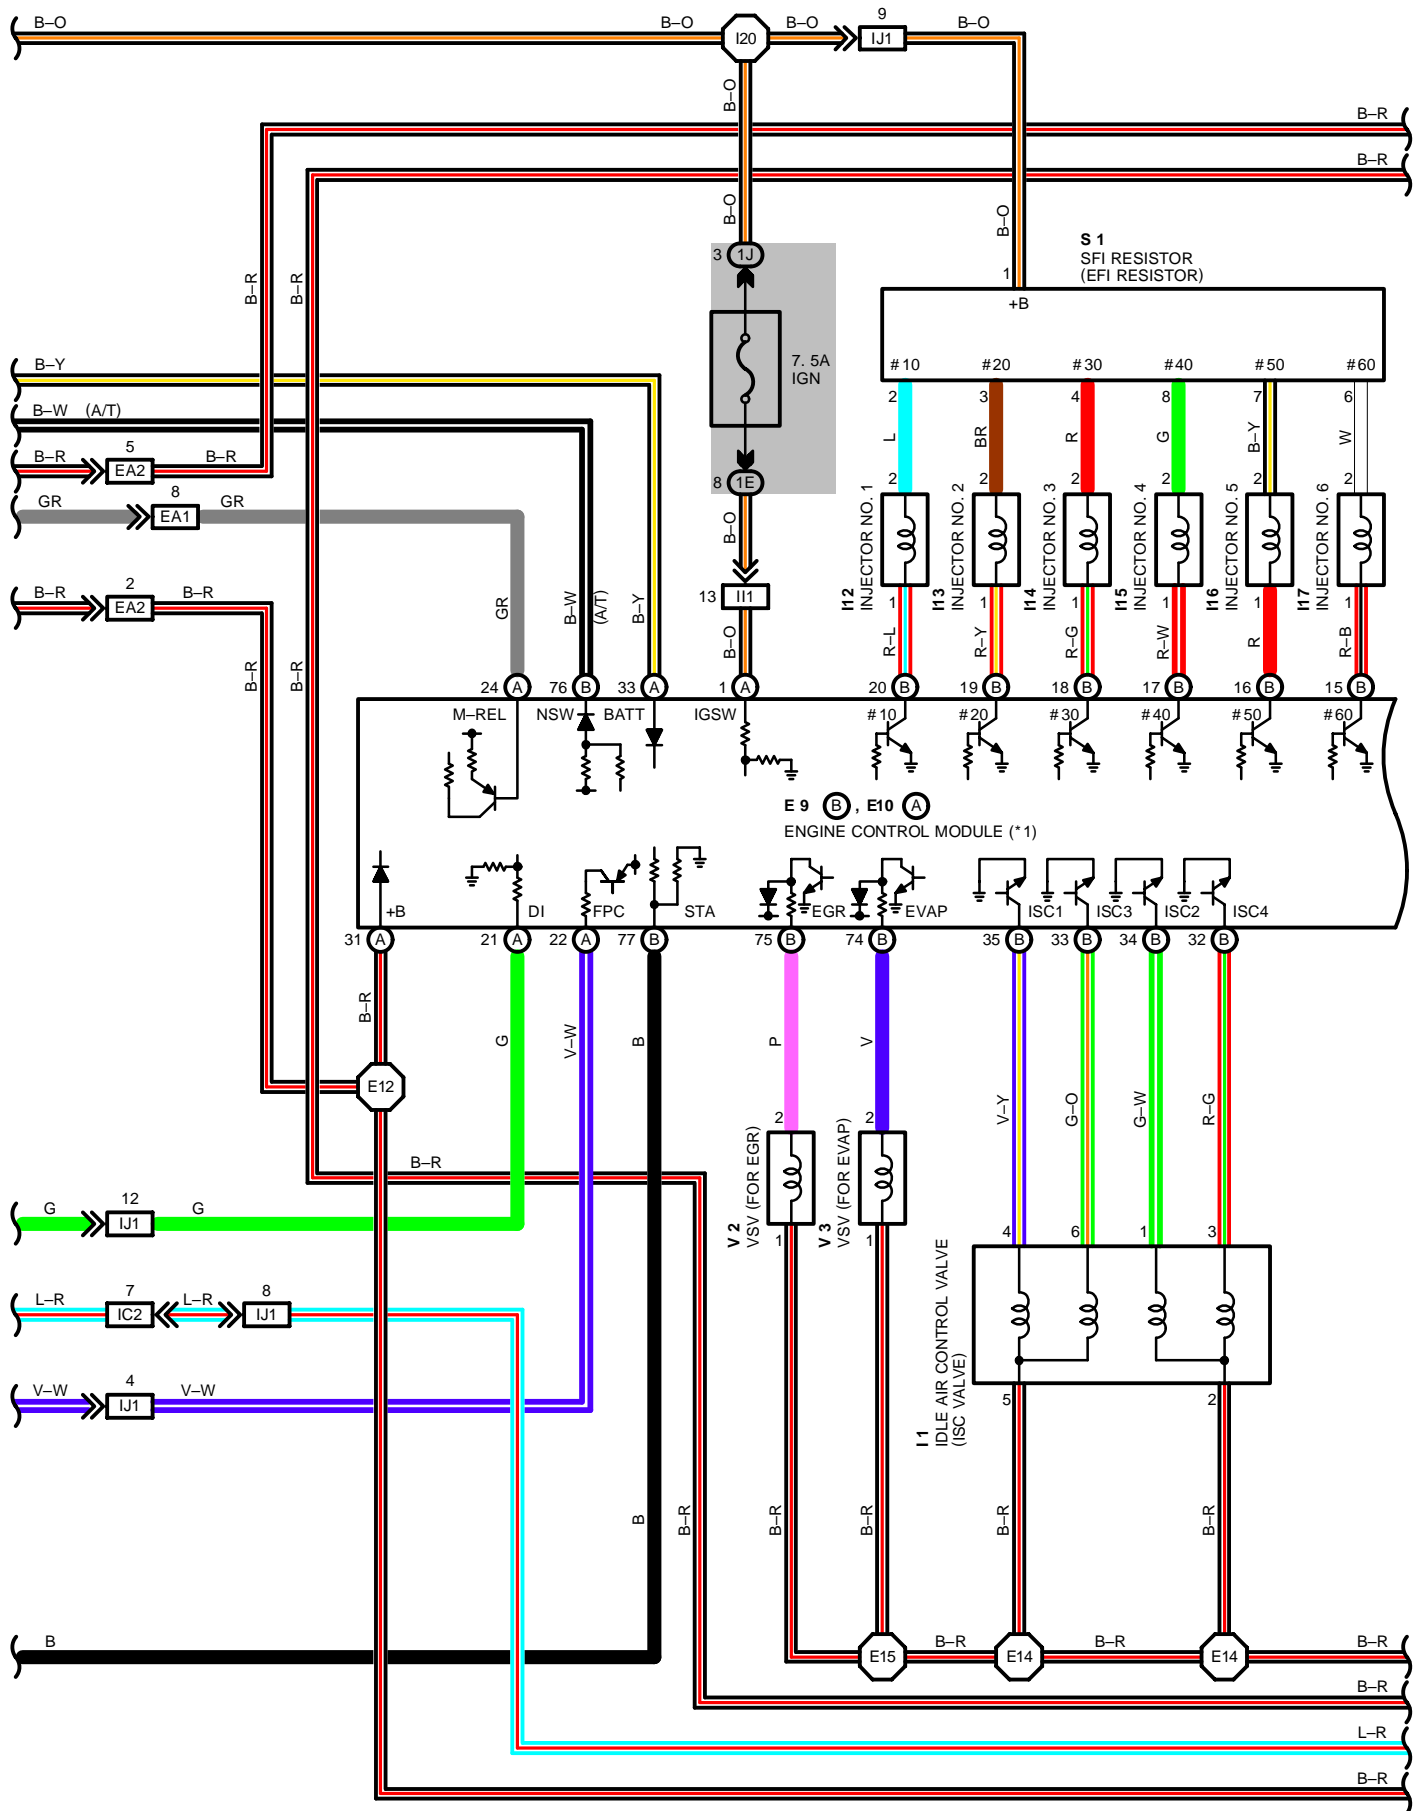 B–O B–O B–O 9 B–O
I20 IJ1
B–O
B–R
B–R
B–O
B–O
S 1
SFI RESISTOR
(EFI RESISTOR)
3 1J
1
+B
B–R B–R
7. 5A
IGN
#10 #20 #30 #40 #50 #60
B–Y
2 3 4 8 7 6
B–W (A/T)
L BR R G B–Y W
B–R 5 EA2 B–R
8 1E
2 2 2 2 2 2
GR 8 EA1 GR
B–O
I12 INJECTOR NO. 1
I13 INJECTOR NO. 2
I14 INJECTOR NO. 3
I15 INJECTOR NO. 4
I16 INJECTOR NO. 5
I17 INJECTOR NO. 6
B–R 2 EA2 B–R
13 II1
1 1 1 1 1 1
GR B–W (A/T) B–Y B–O
R–L R–Y R–G R–W R R–B
B–R B–R
24 A 76 B 33 A 1 A 20 B 19 B 18 B 17 B 16 B 15 B
M–REL NSW BATT IGSW #10 #20 #30 #40 #50 #60
E 9 B , E10 A
ENGINE CONTROL MODULE (*1)
+B DI FPC STA EGR EVAP ISC1 ISC3 ISC2 ISC4
31 A 21 A 22 A 77 B 75 B 74 B 35 B 33 B 34 B 32 B
B–R G V–W B P V V–Y G–O G–W R–G
E12
2 2
V 2 VSV (FOR EGR)
V 3 VSV (FOR EVAP)
B–R
1 1
G 12 IJ1 G
4 6 1 3
I 1 IDLE AIR CONTROL VALVE
(ISC VALVE)
L–R 7 IC2 L–R 8 IJ1
5 2
V–W 4 IJ1 V–W
B B–R B–R B–R B–R B–R
B
E15 B–R E14 B–R E14 B–R
B–R
L–R
B–R